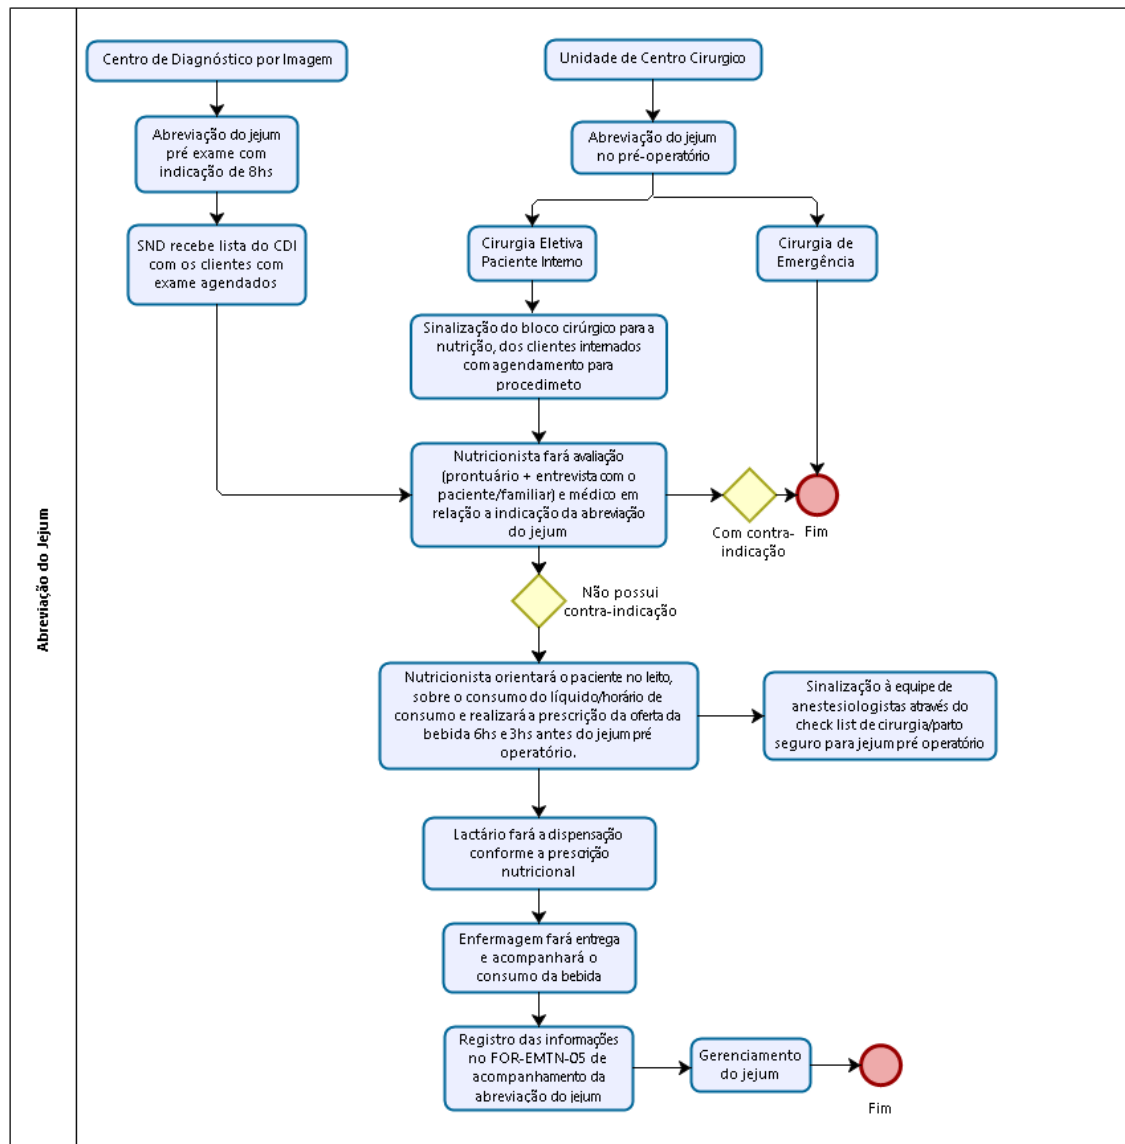 Abreviação do Jejum
Centro de Diagnóstico por Imagem
Abreviação do jejum
pré exame com
indicação de 8hs
SND recebe lista do CDI
com os clientes com
exame agendados
Unidade de Centro Cirurgico
Abreviação do jejum
no pré-operatório
Cirurgia Eletiva
Paciente Interno
Cirurgia de
Emergência
Sinalização do bloco cirúrgico para a
nutrição, dos clientes internados
com agendamento para
procedimeto
Nutricionista fará avaliação
(prontuário + entrevista com o
paciente/familiar) e médico em
relação a indicação da abreviação
do jejum
Com contra-
indicação
Fim
Não possui
contra-indicação
Nutricionista orientará o paciente no leito,
sobre o consumo do líquido/horário de
consumo e realizará a prescrição da oferta da
bebida 6hs e 3hs antes do jejum pré
operatório.
Sinalização à equipe de
anestesiologistas através do
check list de cirurgia/parto
seguro para jejum pré operatório
Lactário fará a dispensação
conforme a prescrição
nutricional
Enfermagem fará entrega
e acompanhará o
consumo da bebida
Registro das informações
no FOR-EMTN-05 de
acompanhamento da
abreviação do jejum
Gerenciamento
do jejum
Fim